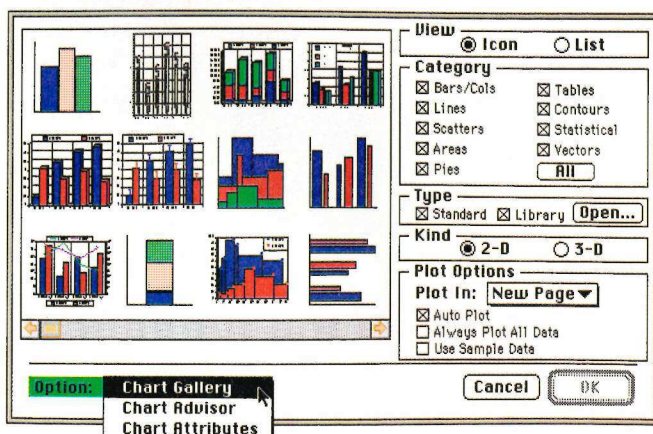 View
Icon
List
Category
Bars/Cols
Tables
Lines
Contours
Scatters
Statistical
Areas
Vectors
Pies
All
Type
Standard
Library
Open...
Kind
2-D
3-D
Plot Options
Plot In:
New Page
Auto Plot
Always Plot All Data
Use Sample Data
Option:
Chart Gallery
Chart Advisor
Chart Attributes
Cancel
OK